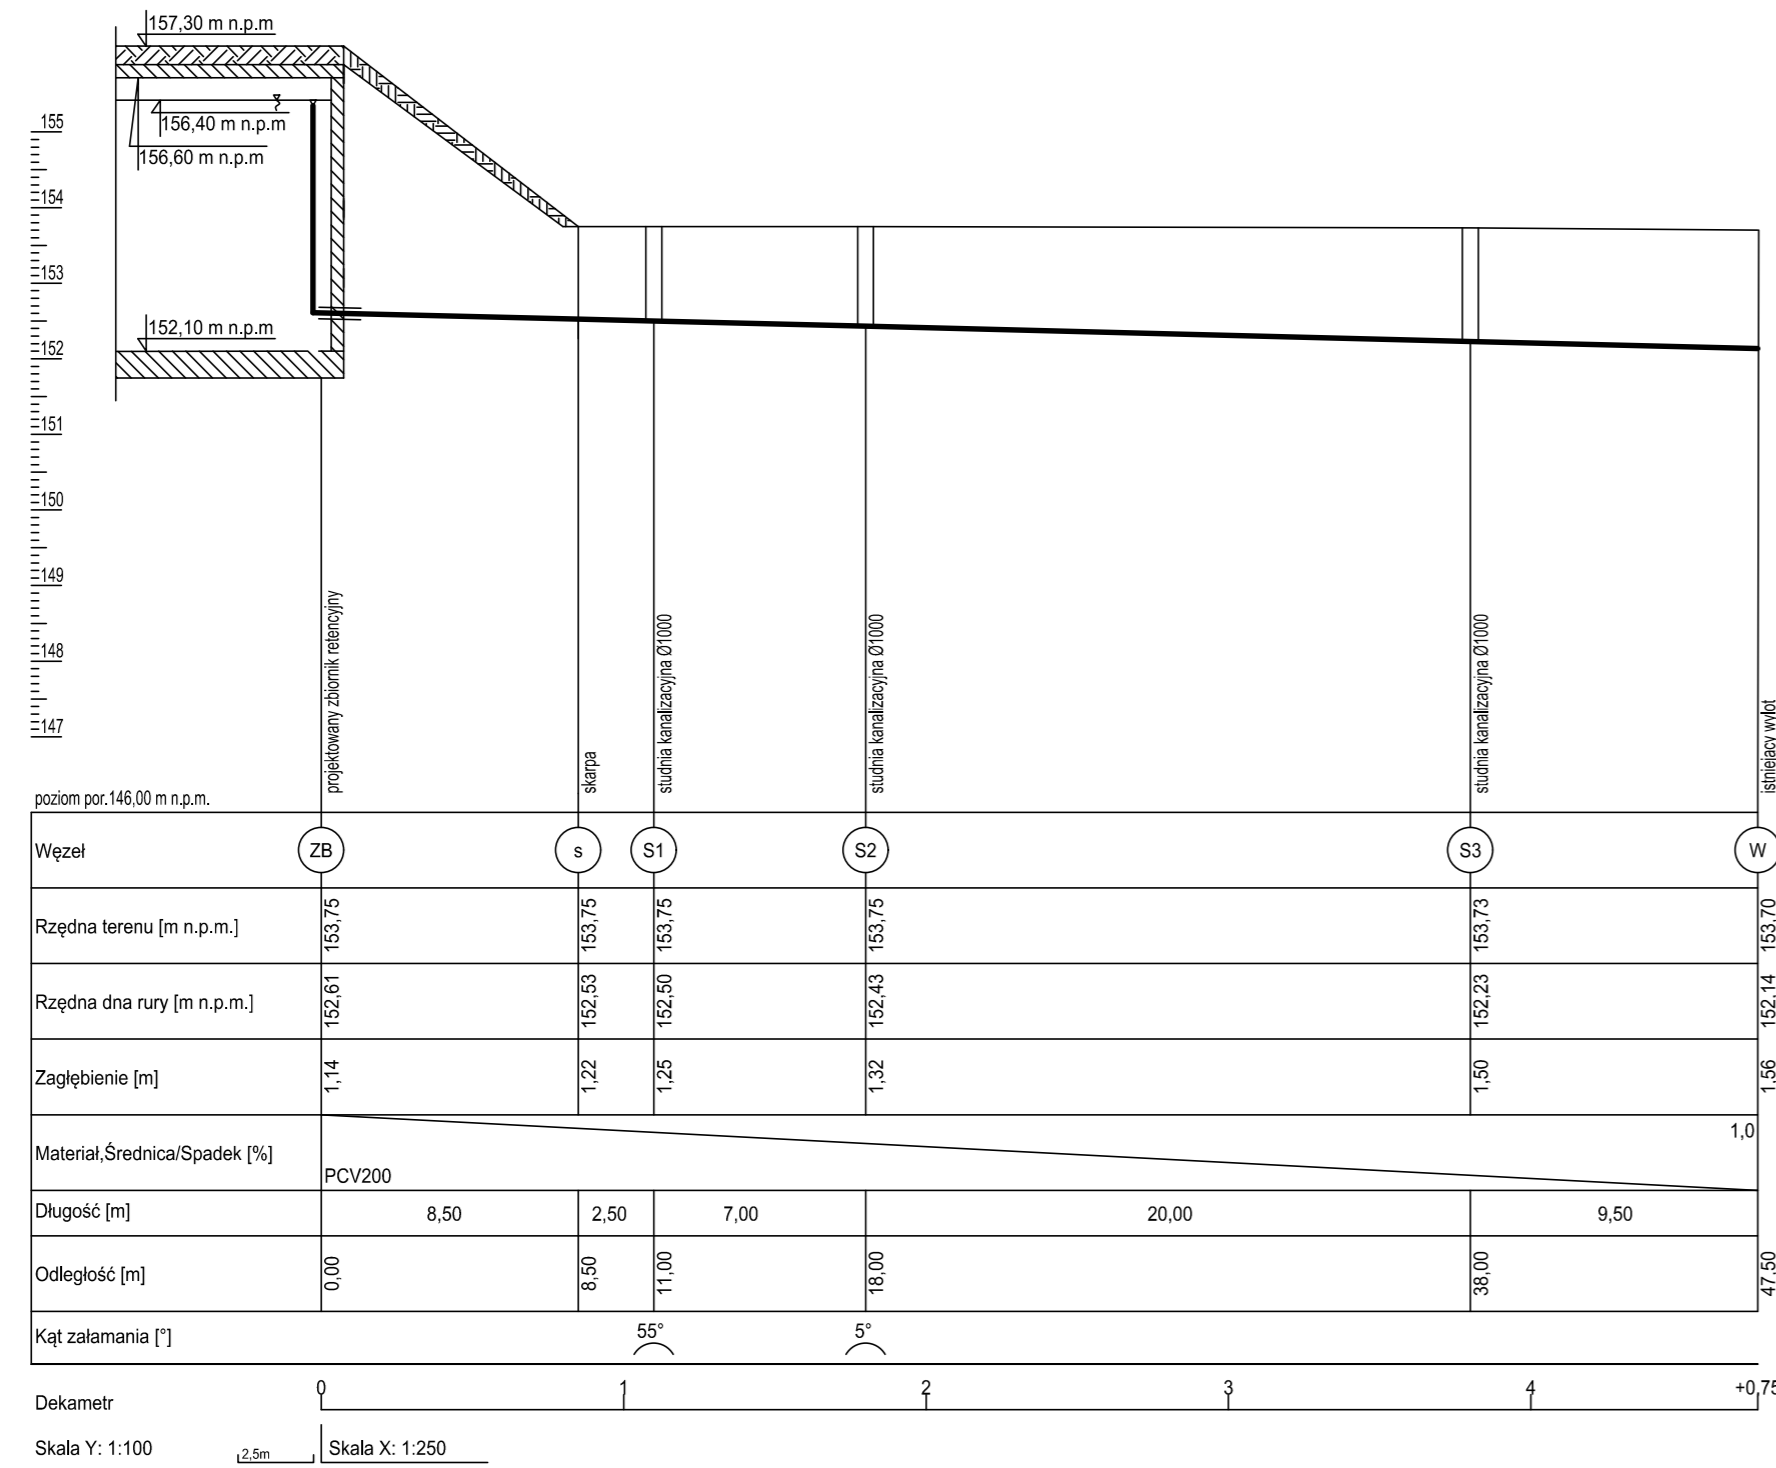 157,30 m n.p.m
156,40 m n.p.m
156,60 m n.p.m
152,10 m n.p.m
155
154
153
152
151
150
149
148
147
projektowany zbiornik retencyjny
skarpa
studnia kanalizacyjna Ø1000
studnia kanalizacyjna Ø1000
studnia kanalizacyjna Ø1000
istniejacy wylot
poziom por.146,00 m n.p.m.
Węzeł ZB s S1 S2 S3 W
Rzędna terenu [m n.p.m.] 153,75 153,75 153,75 153,75 153,73 153,70
Rzędna dna rury [m n.p.m.] 152,61 152,53 152,50 152,43 152,23 152,14
Zagłębienie [m] 1,14 1,22 1,25 1,32 1,50 1,56
Materiał,Średnica/Spadek [%] PCV200 1,0
Długość [m] 8,50 2,50 7,00 20,00 9,50
Odległość [m] 0,00 8,50 11,00 18,00 38,00 47,50
Kąt załamania [°] 55° 5°
Dekametr 0 1 2 3 4 +0,75
Skala Y: 1:100 2,5m Skala X: 1:250